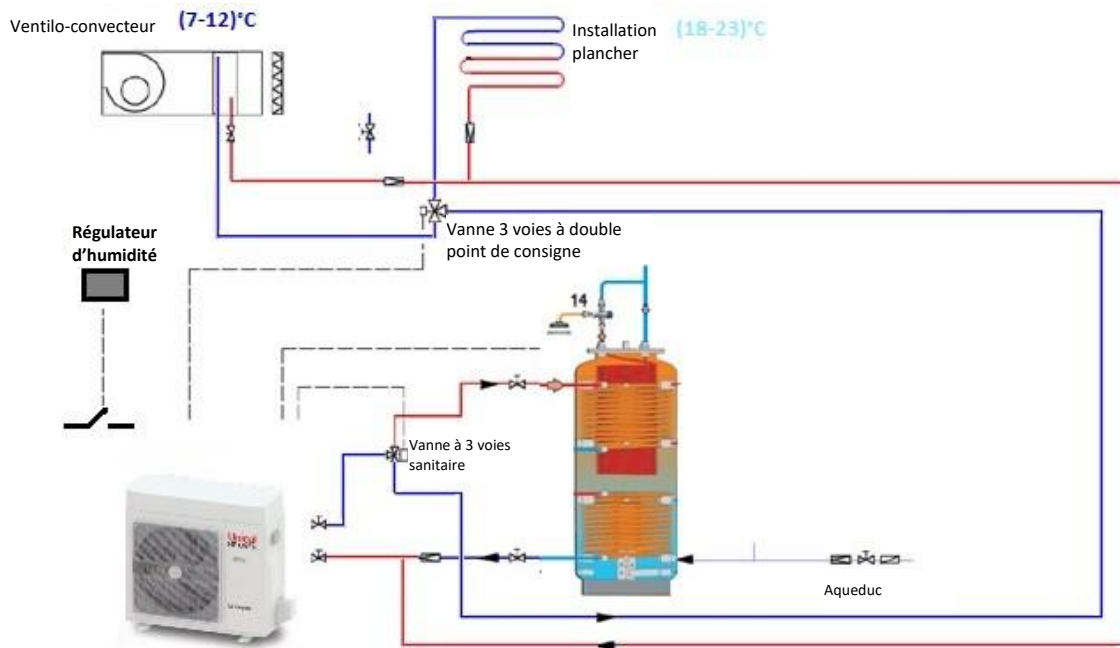 Ventilo-convecteur (7-12)°C
Installation plancher (18-23)°C
Régulateur
d'humidité
Vanne 3 voies à double
point de consigne
14
Vanne à 3 voies
sanitaire
Aqueduc